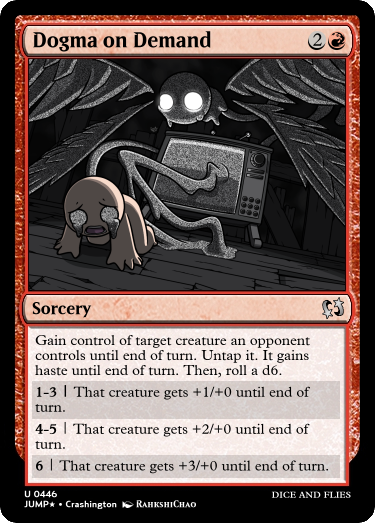 Dogma on Demand 2
Sorcery
Gain control of target creature an opponent
controls until end of turn. Untap it. It gains
haste until end of turn. Then, roll a d6.
1-3 | That creature gets +1/+0 until end of
turn.
4-5 | That creature gets +2/+0 until end of
turn.
6 | That creature gets +3/+0 until end of turn.
U 0446
JUMP★ • Crashington RahkshiChao
DICE AND FLIES